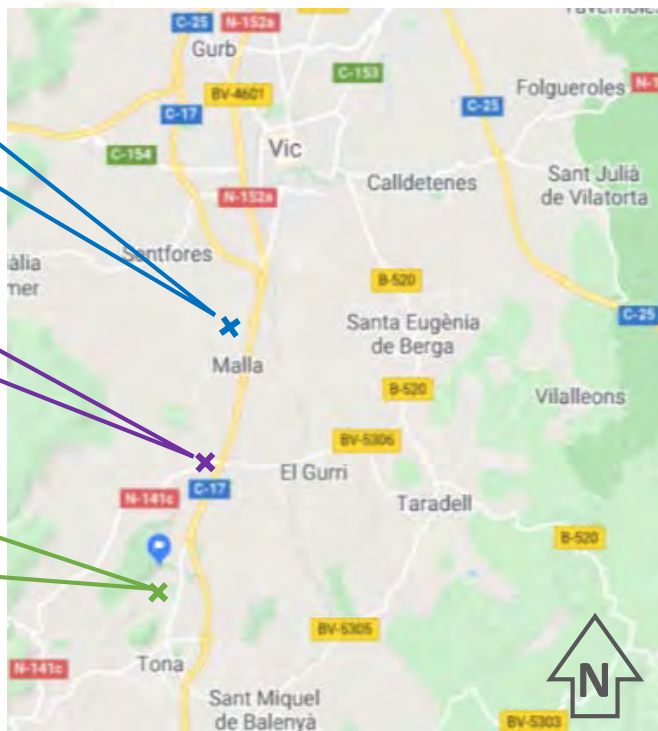 C-25
N-152a
Gurb
C-153
BV-4601
C-17
C-25
Folgueroles
N-1
C-154
Vic
N-152a
Calldetenes
Sant Julià
de Vilatorta
Sentfores
àlia
mer
B-520
C-25
Santa Eugènia
de Berga
Malla
B-520
Vilalleons
BV-5306
El Gurri
N-141c
C-17
Taradell
B-520
BV-5305
N-141c
Tona
N
Sant Miquel
de Balenyà
BV-5303